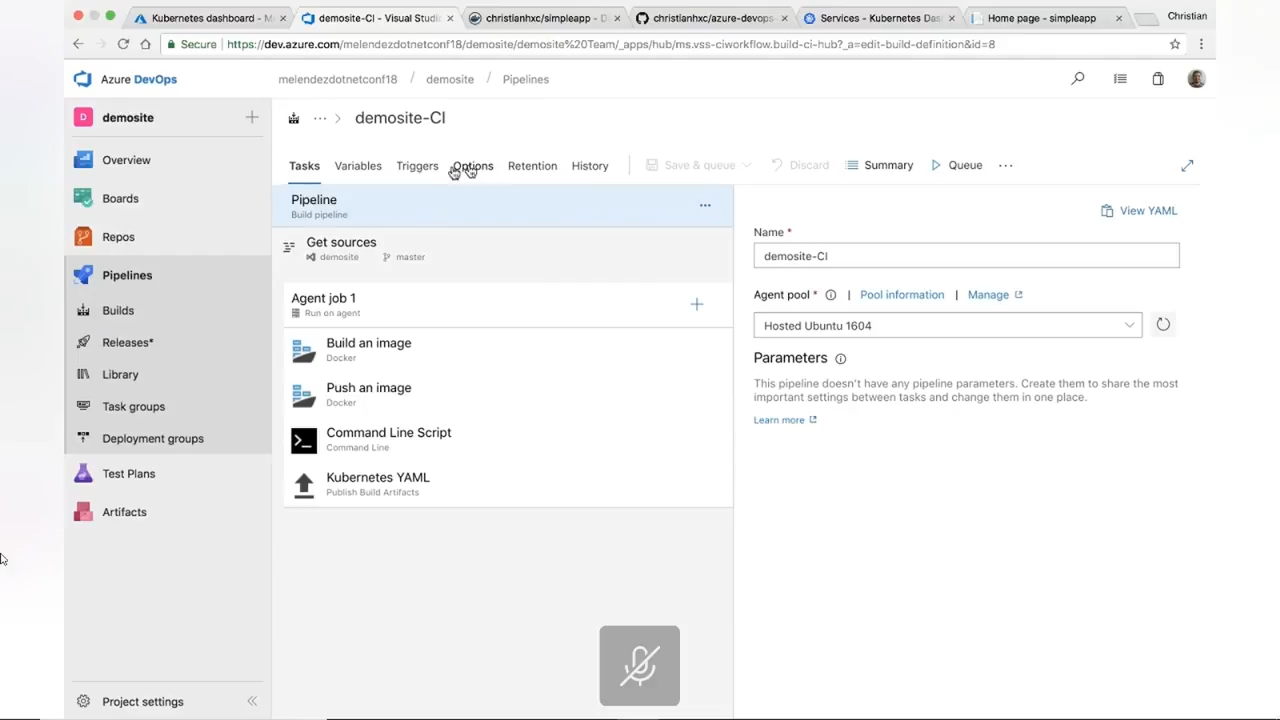 Kubernetes dashboard - M
demosite-CI - Visual Studi
christianhxc/simpleapp - D
christianhxc/azure-devops
Services - Kubernetes Das
Home page - simpleapp
Christian
Secure
https://dev.azure.com/melendezdotnetconf18/demosite/demosite%20Team/_apps/hub/ms.vss-ciworkflow.build-ci-hub?_a=edit-build-definition&id=8
Azure DevOps
melendezdotnetconf18 / demosite / Pipelines
D demosite
Overview
Boards
Repos
Pipelines
Builds
Releases*
Library
Task groups
Deployment groups
Test Plans
Artifacts
Project settings
... > demosite-CI
Tasks
Variables
Triggers
Options
Retention
History
Save & queue
Discard
Summary
Queue
...
Pipeline
Build pipeline
...
Get sources
demosite
master
Agent job 1
Run on agent
Build an image
Docker
Push an image
Docker
Command Line Script
Command Line
Kubernetes YAML
Publish Build Artifacts
View YAML
Name *
demosite-CI
Agent pool * | Pool information | Manage
Hosted Ubuntu 1604
Parameters
This pipeline doesn't have any pipeline parameters. Create them to share the most
important settings between tasks and change them in one place.
Learn more